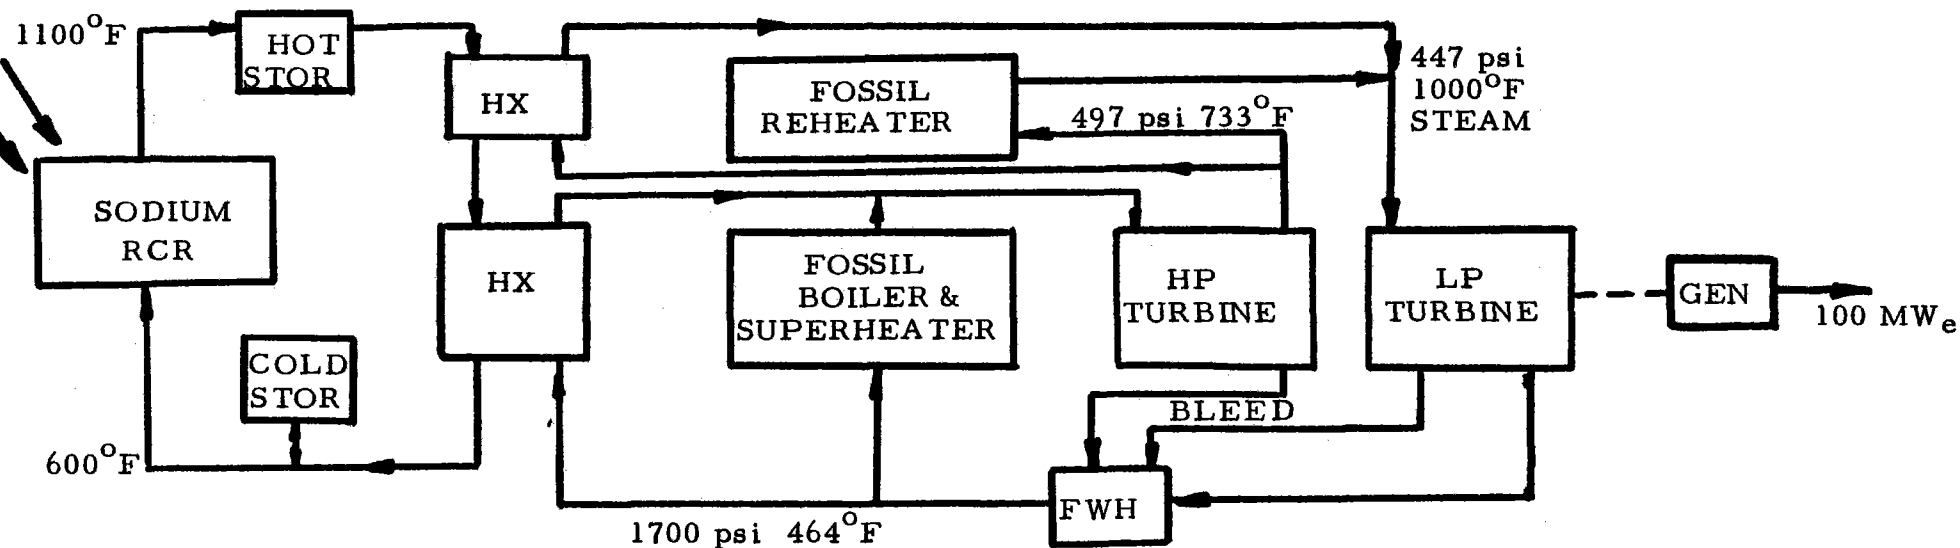 1100°F
HOT
STOR
HX
FOSSIL
REHEATER
447 psi
1000°F
STEAM
497 psi 733°F
SODIUM
RCR
HX
FOSSIL
BOILER &
SUPERHEATER
HP
TURBINE
LP
TURBINE
GEN
100 MWe
COLD
STOR
BLEED
600°F
FWH
1700 psi 464°F